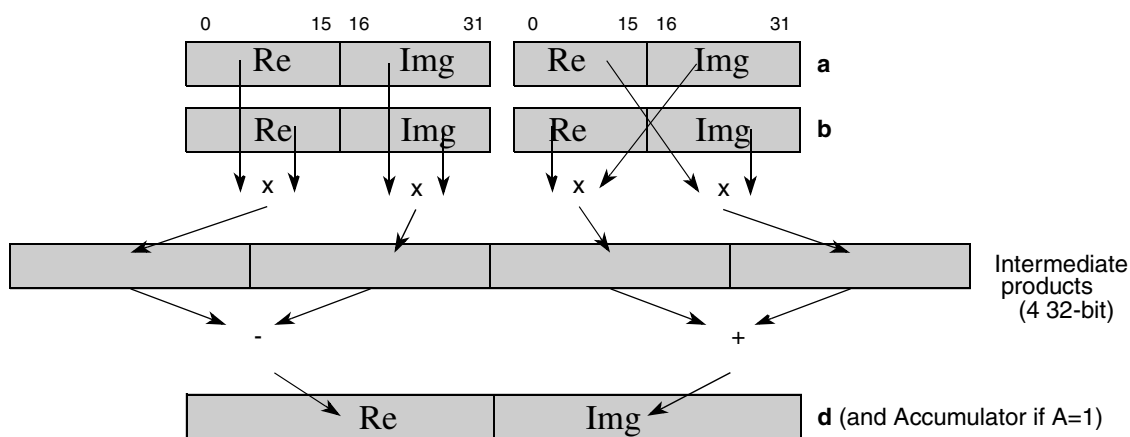 0 15 16 31 0 15 16 31
Re Img Re Img a
Re Img Re Img b
x x x x
Intermediate
products
(4 32-bit)
- +
Re Img d (and Accumulator if A=1)